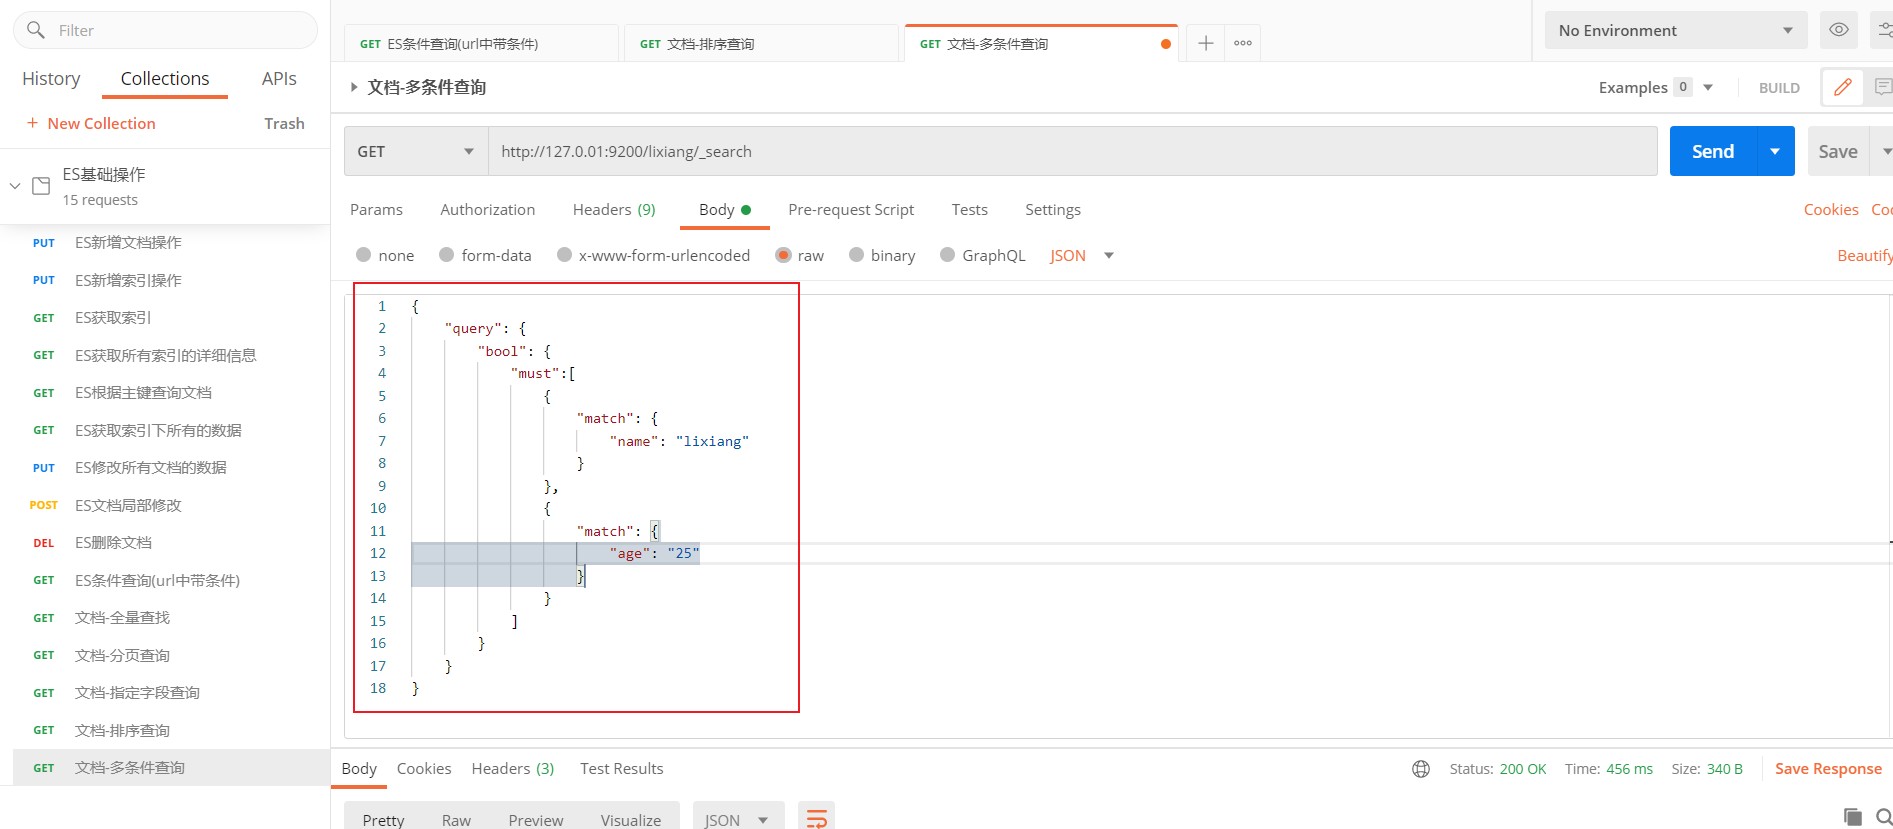 Filter
History Collections APIs
+ New Collection Trash
ES基础操作
15 requests
PUT ES新增文档操作
PUT ES新增索引操作
GET ES获取索引
GET ES获取所有索引的详细信息
GET ES根据主键查询文档
GET ES获取索引下所有的数据
PUT ES修改所有文档的数据
POST ES文档局部修改
DEL ES删除文档
GET ES条件查询(url中带条件)
GET 文档-全量查找
GET 文档-分页查询
GET 文档-指定字段查询
GET 文档-排序查询
GET 文档-多条件查询
GET ES条件查询(url中带条件) GET 文档-排序查询 GET 文档-多条件查询
No Environment
文档-多条件查询
Examples 0 BUILD
GET http://127.0.01:9200/lixiang/_search Send Save
Params Authorization Headers (9) Body Pre-request Script Tests Settings Cookies Coo
none form-data x-www-form-urlencoded raw binary GraphQL JSON Beautify
1 {
2 "query": {
3 "bool": {
4 "must":[
5 {
6 "match": {
7 "name": "lixiang"
8 }
9 },
10 {
11 "match": {
12 "age": "25"
13 }
14 }
15 ]
16 }
17 }
18 }
Body Cookies Headers (3) Test Results Status: 200 OK Time: 456 ms Size: 340 B Save Response
Pretty Raw Preview Visualize JSON